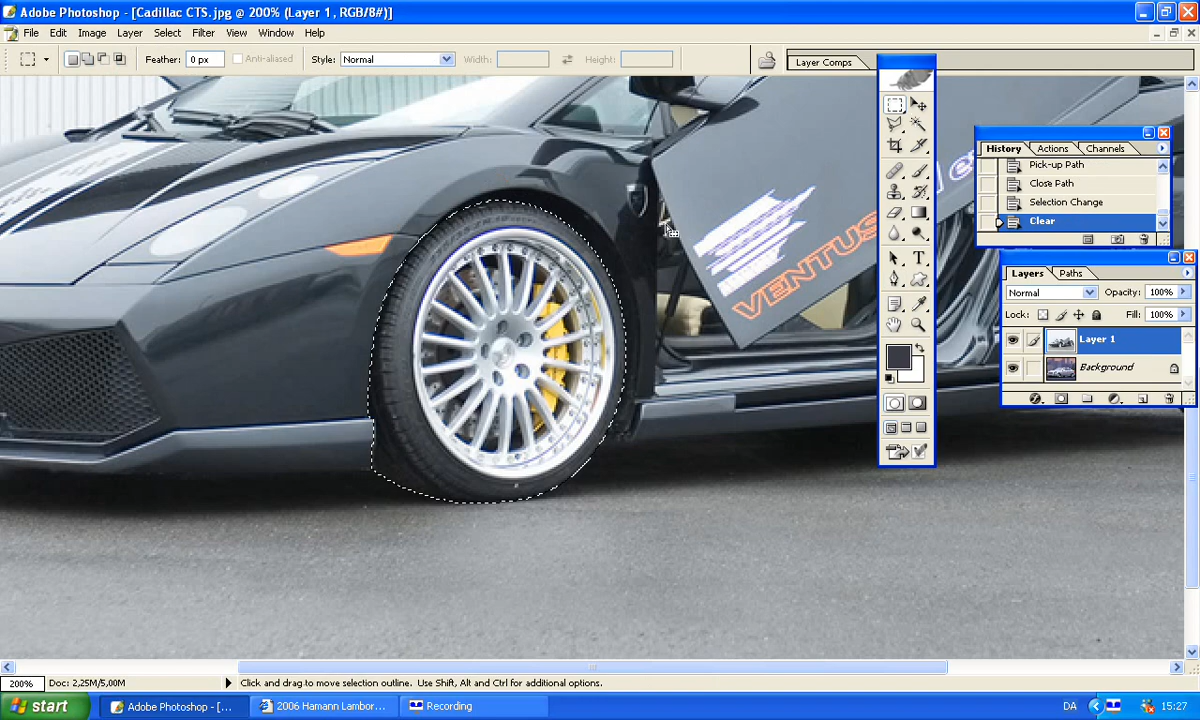 Adobe Photoshop - [Cadillac CTS.jpg @ 200% (Layer 1, RGB/8#)]
File Edit Image Layer Select Filter View Window Help
Feather: 0 px Anti-aliased Style: Normal Width: Height: Layer Comps
History Actions Channels
Pick-up Path
Close Path
Selection Change
Clear
Layers Paths
Normal Opacity: 100%
Lock: Fill: 100%
Layer 1
Background
VENTUS
200% Doc: 2,25M/5,00M Click and drag to move selection outline. Use Shift, Alt and Ctrl for additional options.
start Adobe Photoshop - [... 2006 Hamann Lambor... Recording DA 15:27